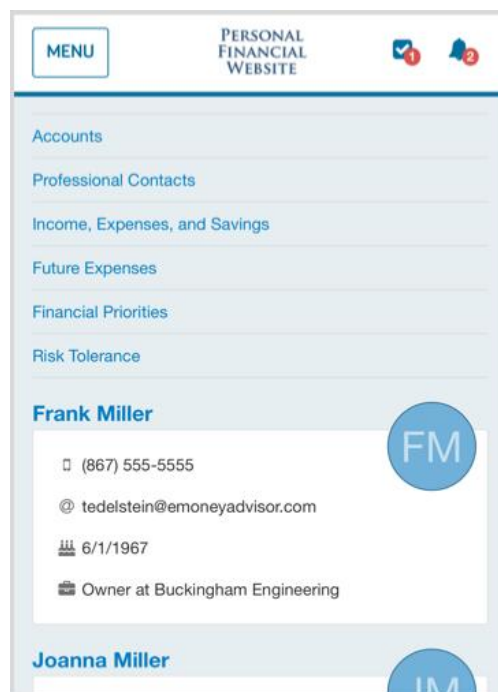 MENU
PERSONAL
FINANCIAL
WEBSITE
1
2
Accounts
Professional Contacts
Income, Expenses, and Savings
Future Expenses
Financial Priorities
Risk Tolerance
Frank Miller
FM
(867) 555-5555
@ tedelstein@emoneyadvisor.com
6/1/1967
Owner at Buckingham Engineering
Joanna Miller
JM